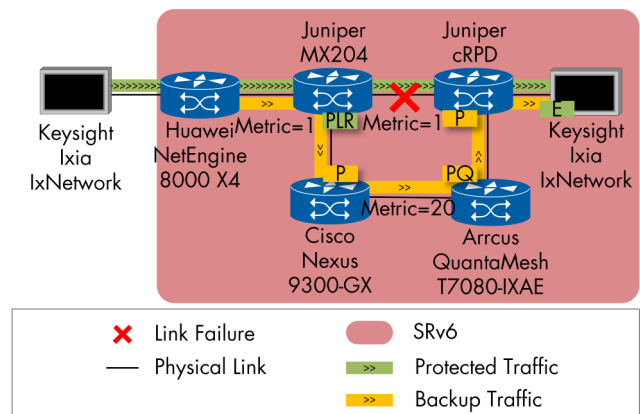 Juniper
MX204
Juniper
cRPD
Keysight
Ixia
IxNetwork
Huawei
NetEngine
8000 X4
Metric=1
PLR
Metric=1
P
E
Keysight
Ixia
IxNetwork
P
PQ
Metric=20
Cisco
Nexus
9300-GX
Arrcus
QuantaMesh
T7080-IXAE
Link Failure
SRv6
Physical Link
>> Protected Traffic
>> Backup Traffic